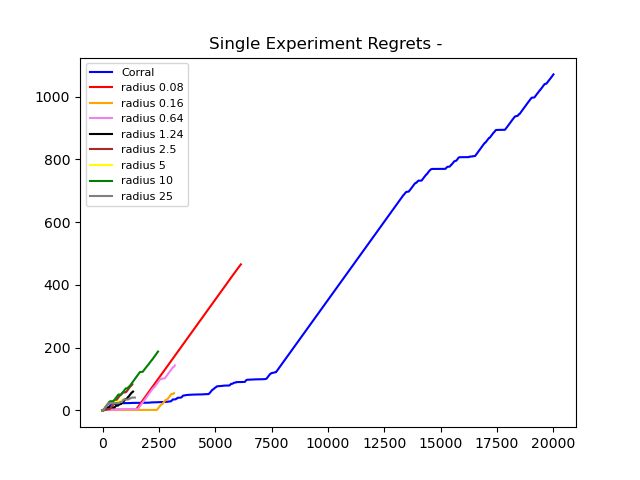 Single Experiment Regrets -
Corral
radius 0.08
radius 0.16
radius 0.64
radius 1.24
radius 2.5
radius 5
radius 10
radius 25
1000
800
600
400
200
0
0 2500 5000 7500 10000 12500 15000 17500 20000